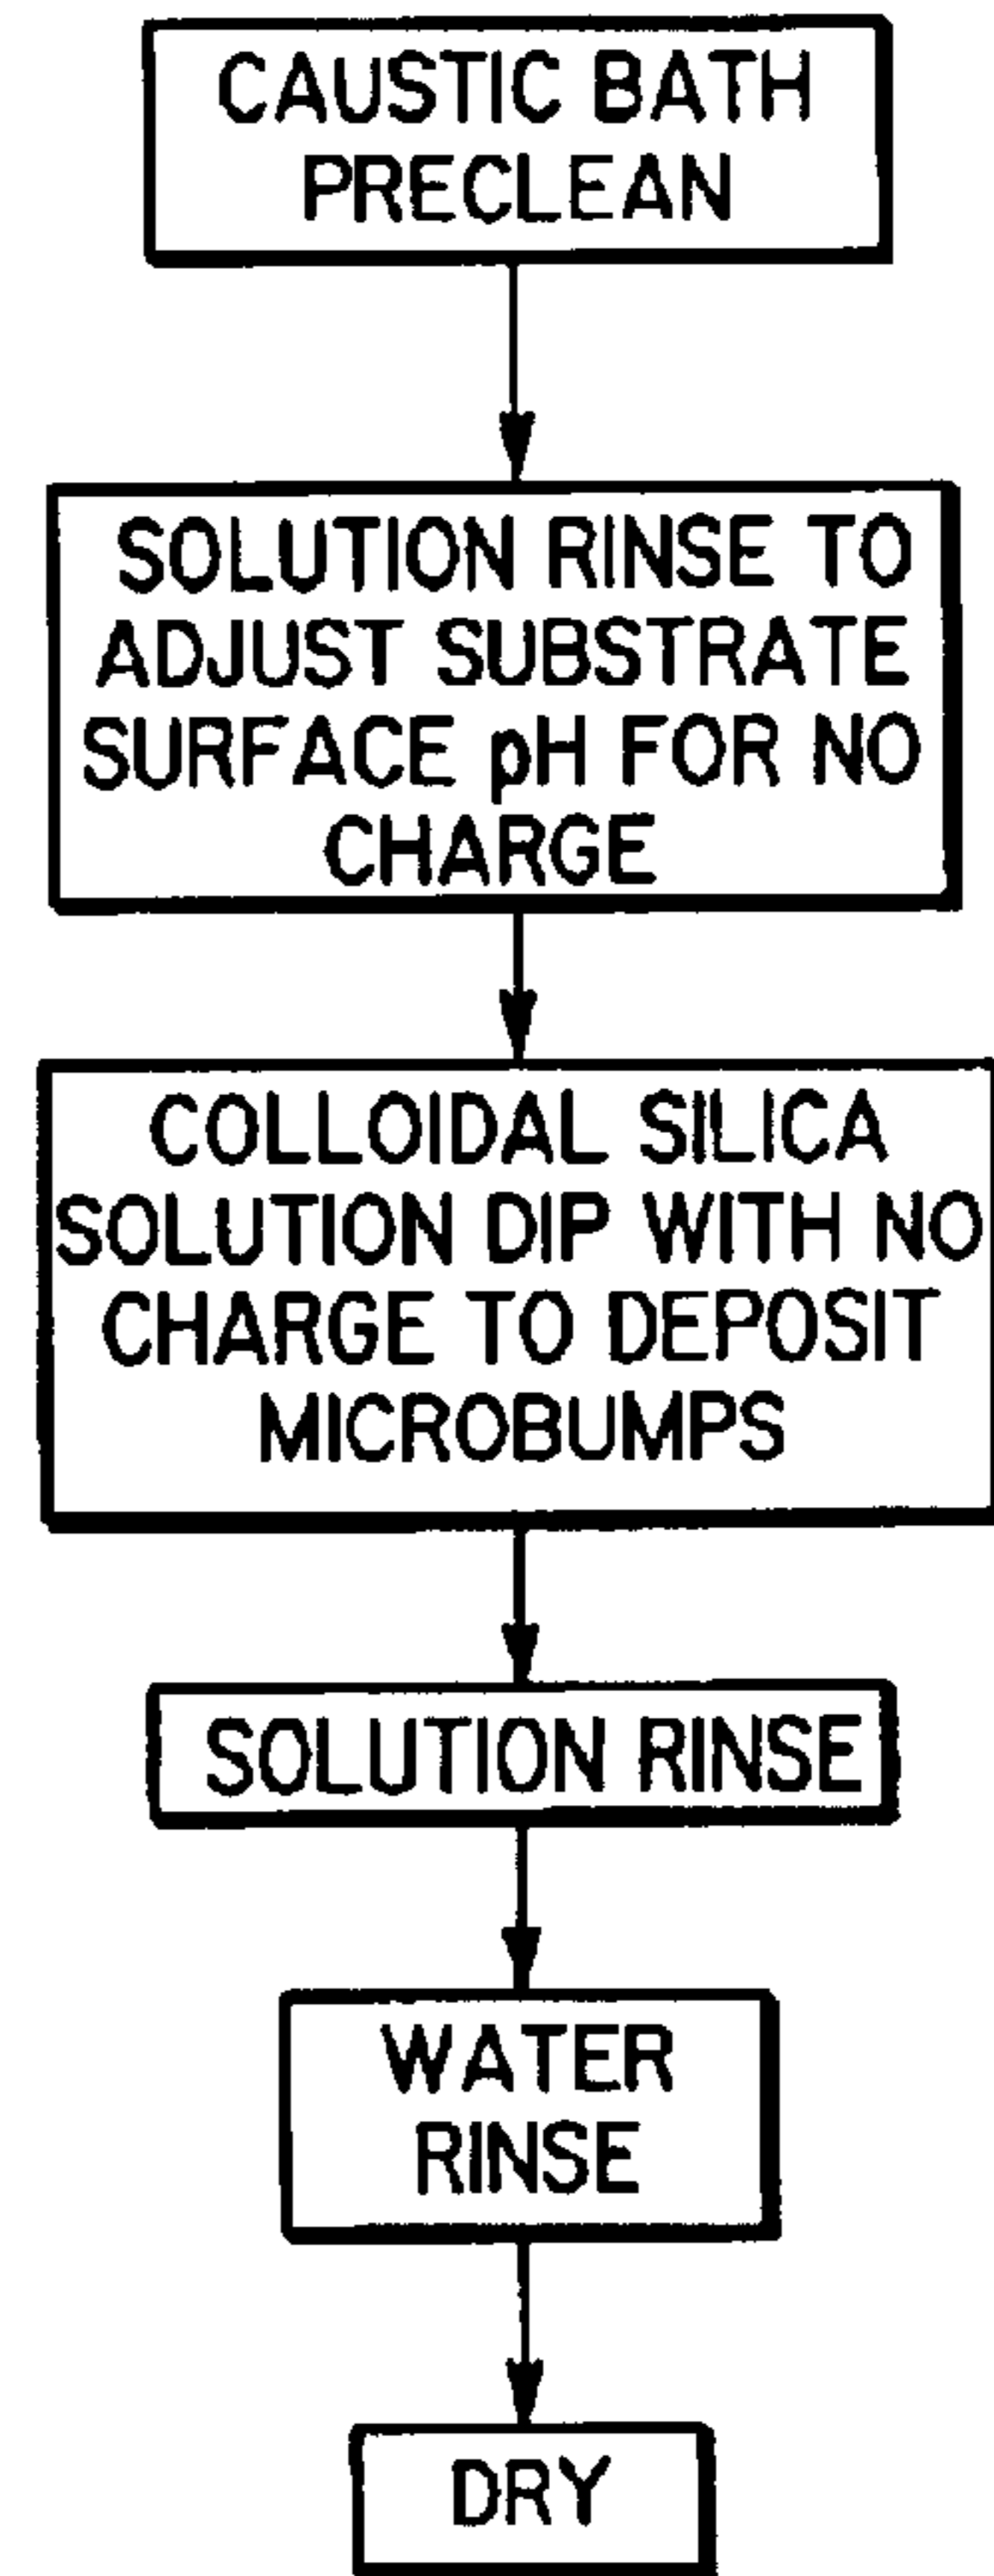 CAUSTIC BATH
PRECLEAN
SOLUTION RINSE TO
ADJUST SUBSTRATE
SURFACE pH FOR NO
CHARGE
COLLOIDAL SILICA
SOLUTION DIP WITH NO
CHARGE TO DEPOSIT
MICROBUMPS
SOLUTION RINSE
WATER
RINSE
DRY